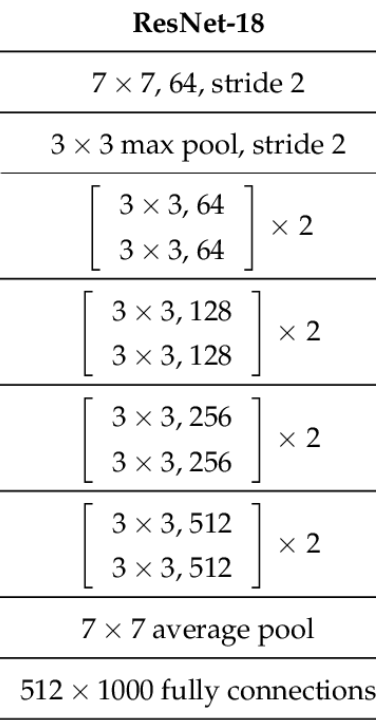 ResNet-18
7 × 7, 64, stride 2
3 × 3 max pool, stride 2
3 × 3, 64
3 × 3, 64
× 2
3 × 3, 128
3 × 3, 128
× 2
3 × 3, 256
3 × 3, 256
× 2
3 × 3, 512
3 × 3, 512
× 2
7 × 7 average pool
512 × 1000 fully connections